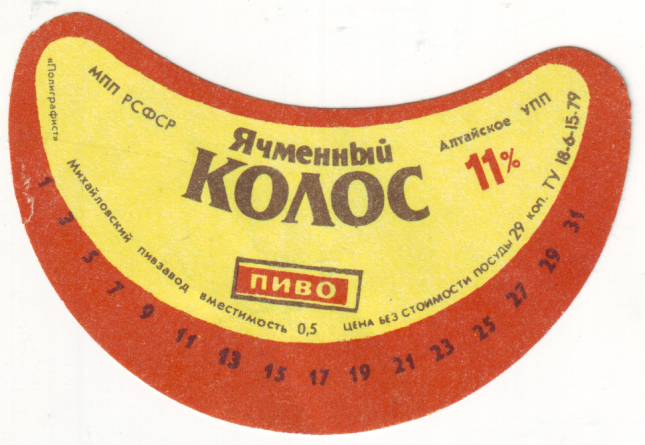 «Полиграфист»
МПП РСФСР
Ячменный
КОЛОС
Алтайское УПП
11%
ПИВО
Михайловский пивзавод вместимость 0,5 ЦЕНА БЕЗ СТОИМОСТИ ПОСУДЫ 29 коп. ТУ 18-6-15-79
1 3 5 7 9 11 13 15 17 19 21 23 25 27 29 31